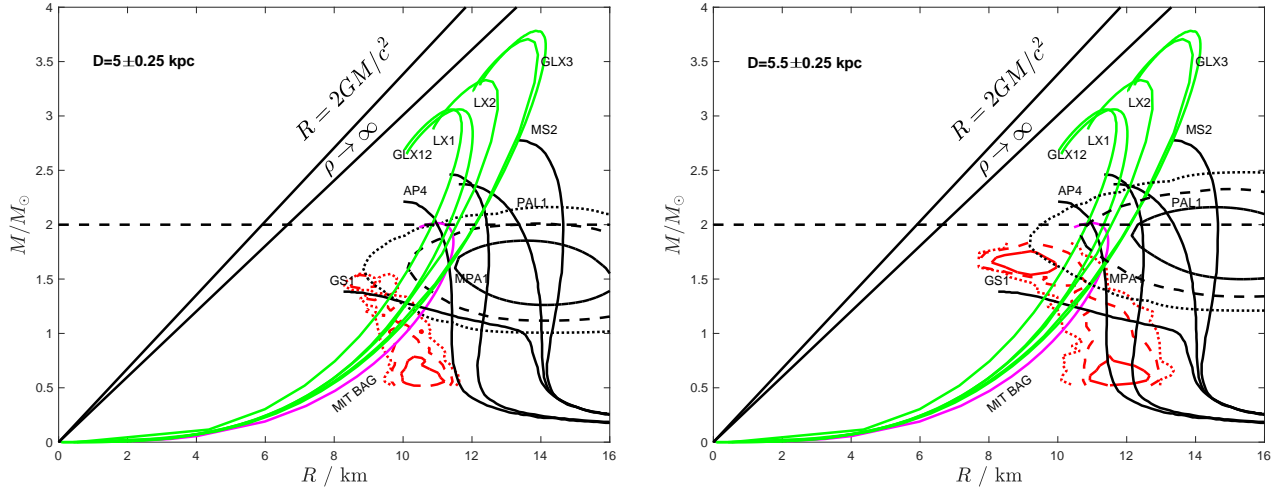 D=5±0.25 kpc
R = 2GM/c²
ρ → ∞
GLX3
LX2
LX1
GLX12
MS2
AP4
PAL1
GS1
MPA1
MIT BAG
M/M⊙
0
0.5
1
1.5
2
2.5
3
3.5
4
0 2 4 6 8 10 12 14 16
R / km
D=5.5±0.25 kpc
R = 2GM/c²
ρ → ∞
GLX3
LX2
LX1
GLX12
MS2
AP4
PAL1
GS1
MPA1
MIT BAG
M/M⊙
0
0.5
1
1.5
2
2.5
3
3.5
4
0 2 4 6 8 10 12 14 16
R / km